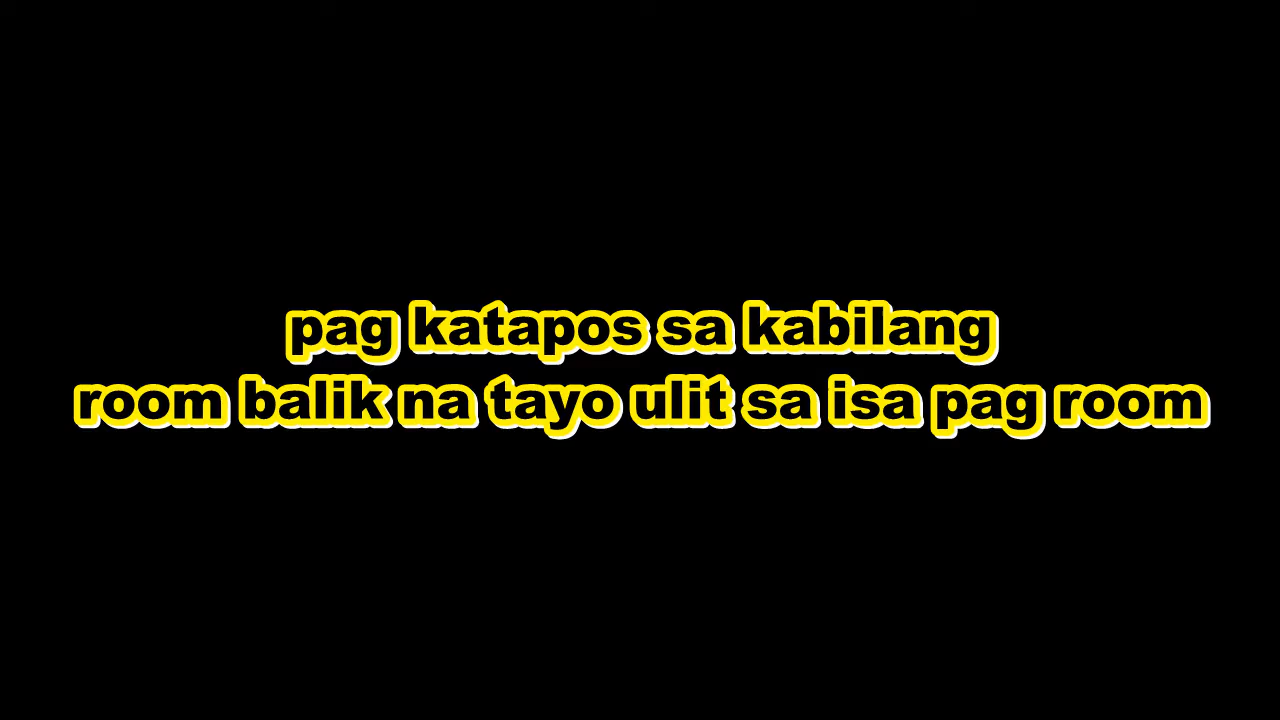 pag katapos sa kabilang
room balik na tayo ulit sa isa pag room